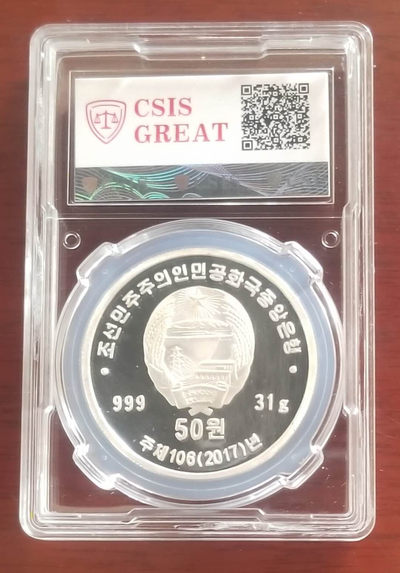 CSIS
GREAT
· 조선민주주의인민공화국중앙은행 ·
999
31g
50원
주체106(2017)년